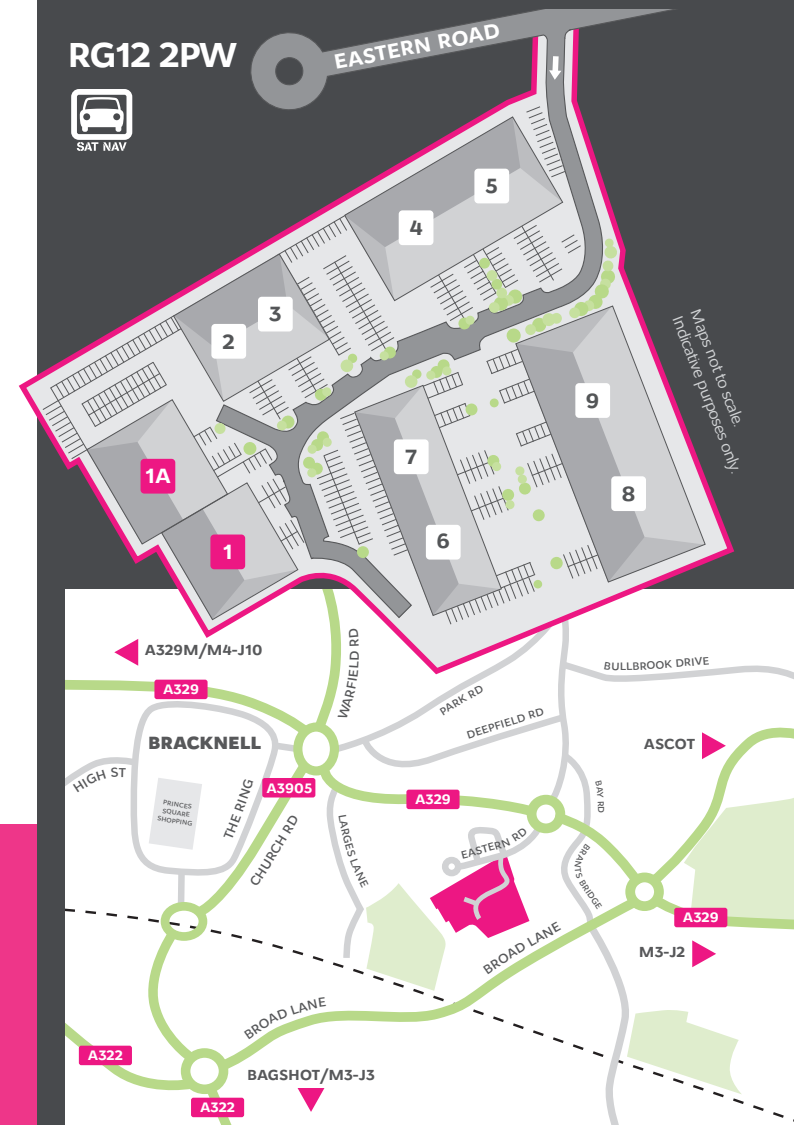 RG12 2PW
SAT NAV
EASTERN ROAD
5
4
3
2
9
7
8
1A
6
1
Maps not to scale.
Indicative purposes only.
A329M/M4-J10
WARFIELD RD
A329
BULLBROOK DRIVE
PARK RD
DEEPFIELD RD
BRACKNELL
ASCOT
HIGH ST
A3905
A329
THE RING
PRINCES
SQUARE
SHOPPING
CHURCH RD
LARGES LANE
BAY RD
EASTERN RD
BRANTS BRIDGE
A329
BROAD LANE
M3-J2
BROAD LANE
A322
BAGSHOT/M3-J3
A322